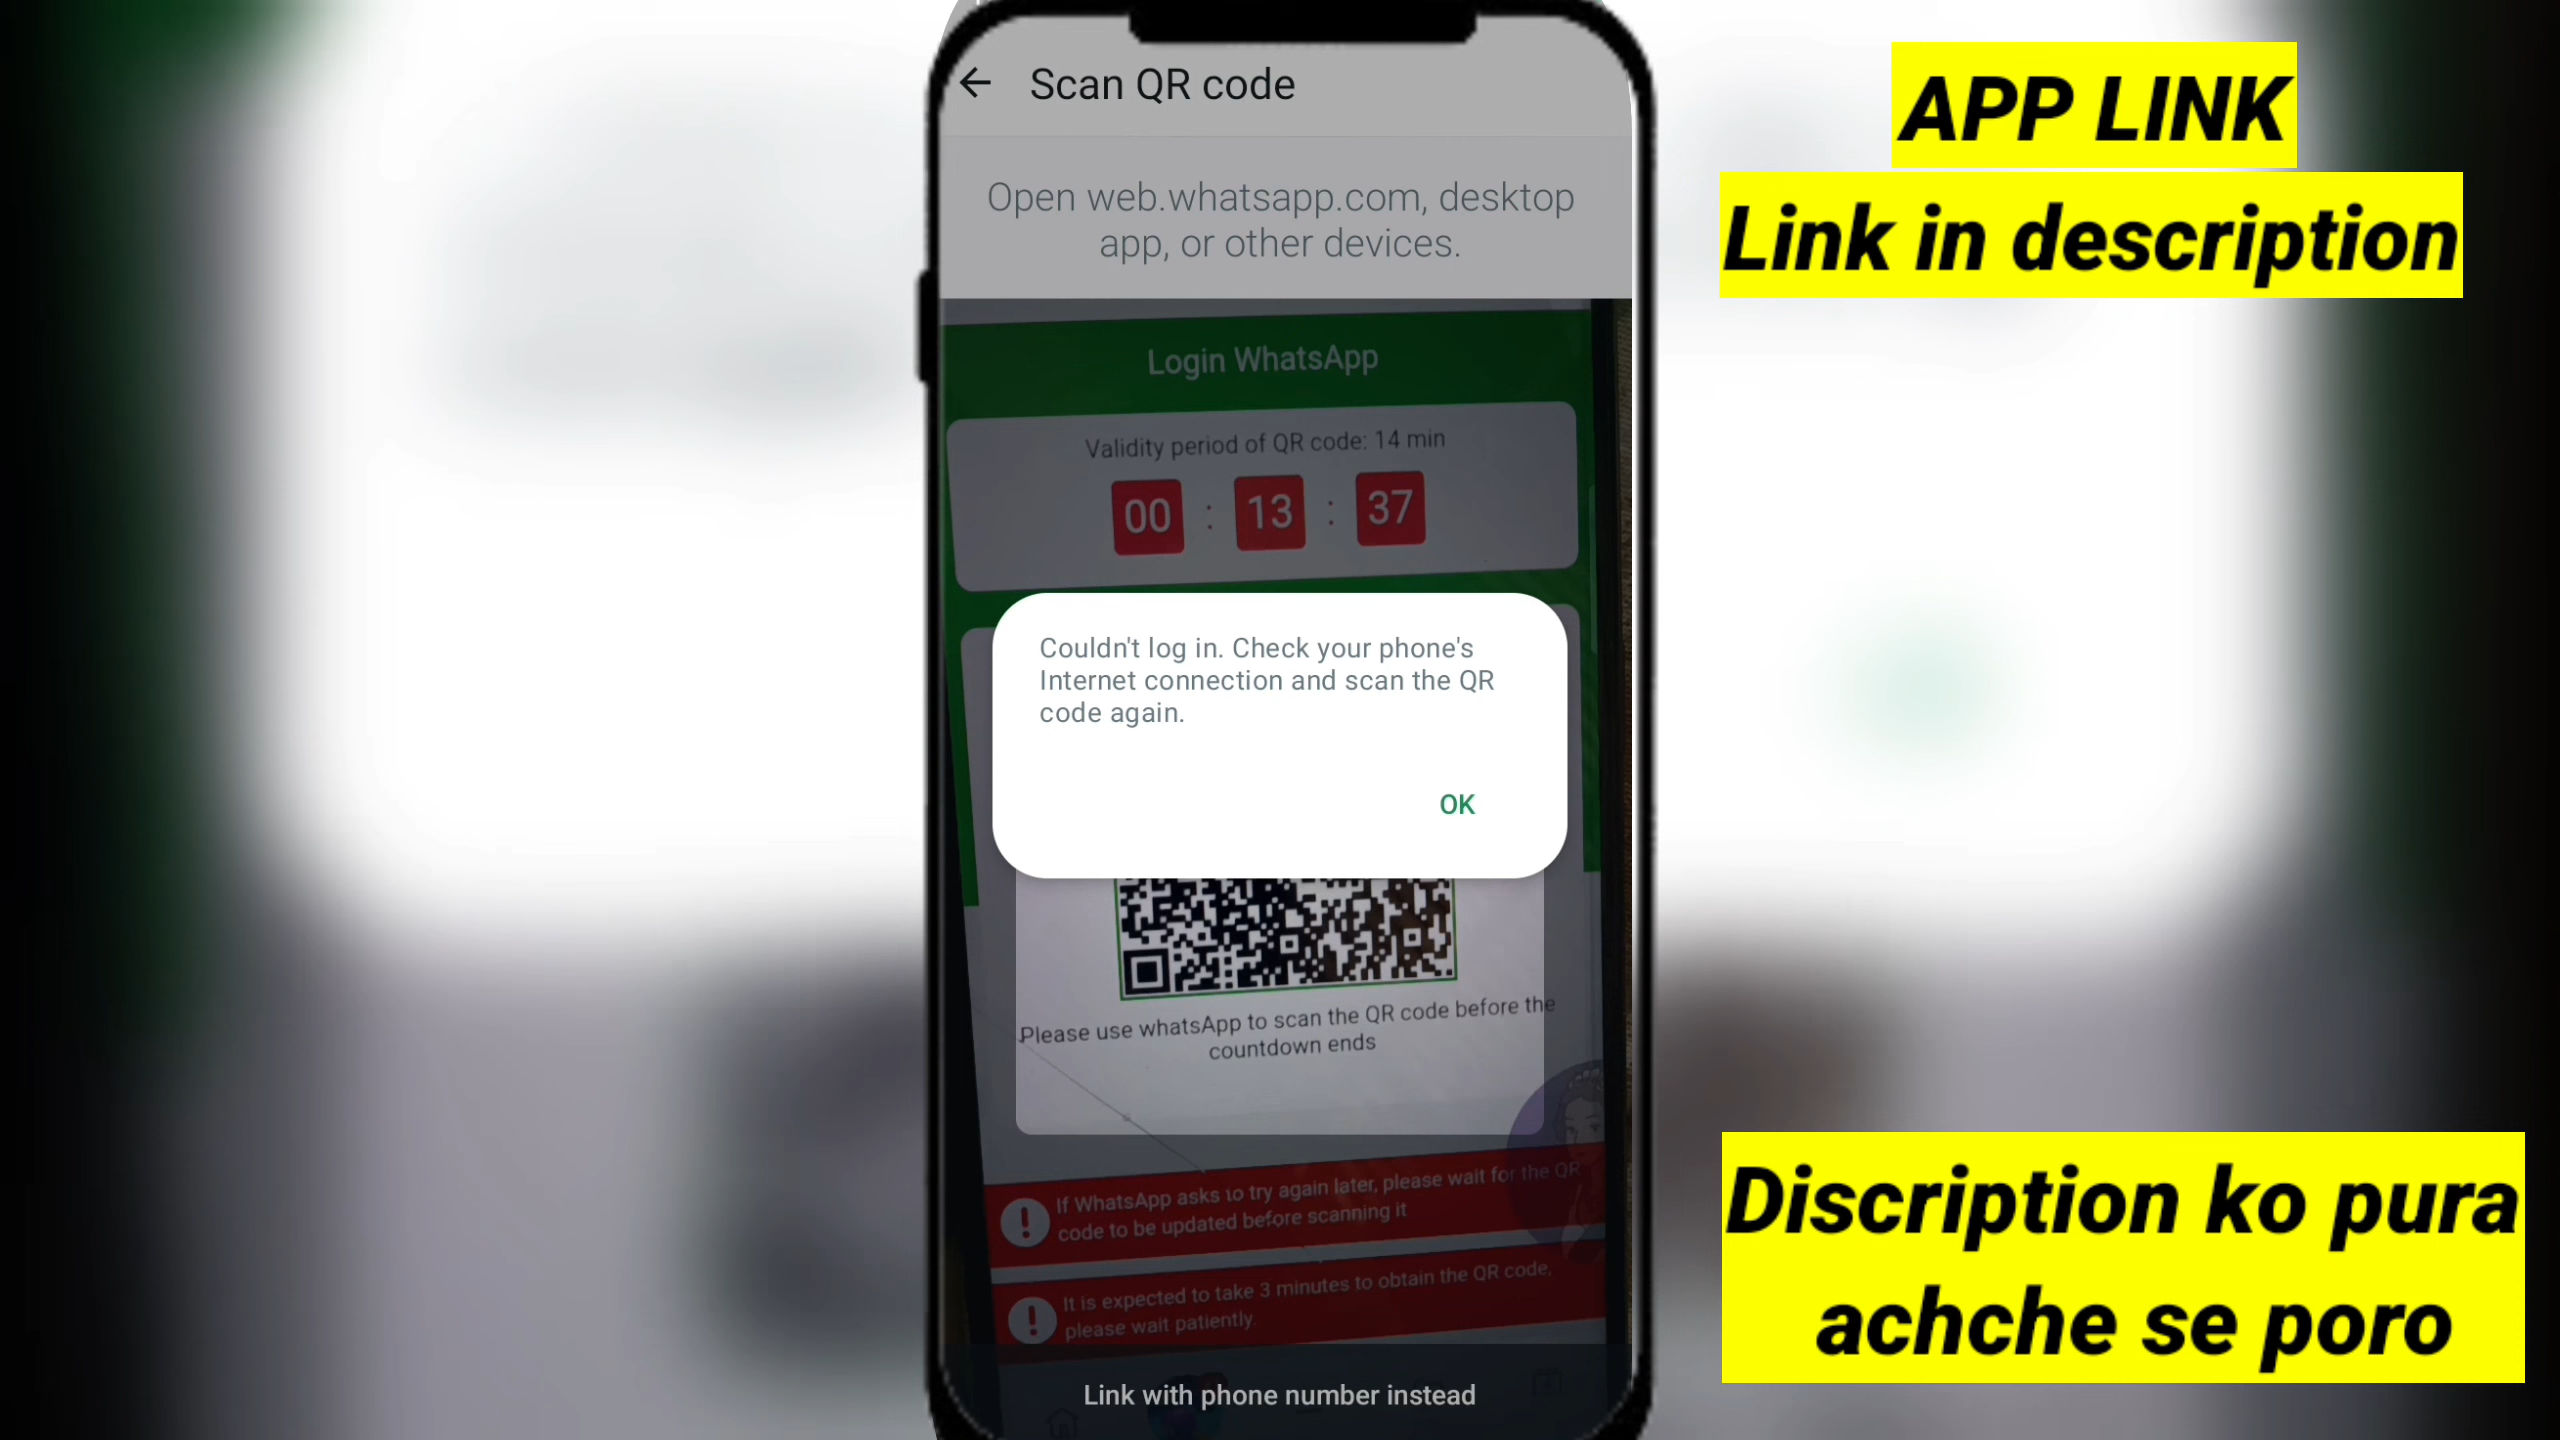 Scan QR code
Open web.whatsapp.com, desktop
app, or other devices.
Login WhatsApp
Validity period of QR code: 14 min
00 : 13 : 37
Couldn't log in. Check your phone's
Internet connection and scan the QR
code again.
OK
Please use whatsApp to scan the QR code before the
countdown ends
If WhatsApp asks to try again later, please wait for the QR
code to be updated before scanning it
It is expected to take 3 minutes to obtain the QR code,
please wait patiently.
Link with phone number instead
APP LINK
Link in description
Discription ko pura
achche se poro